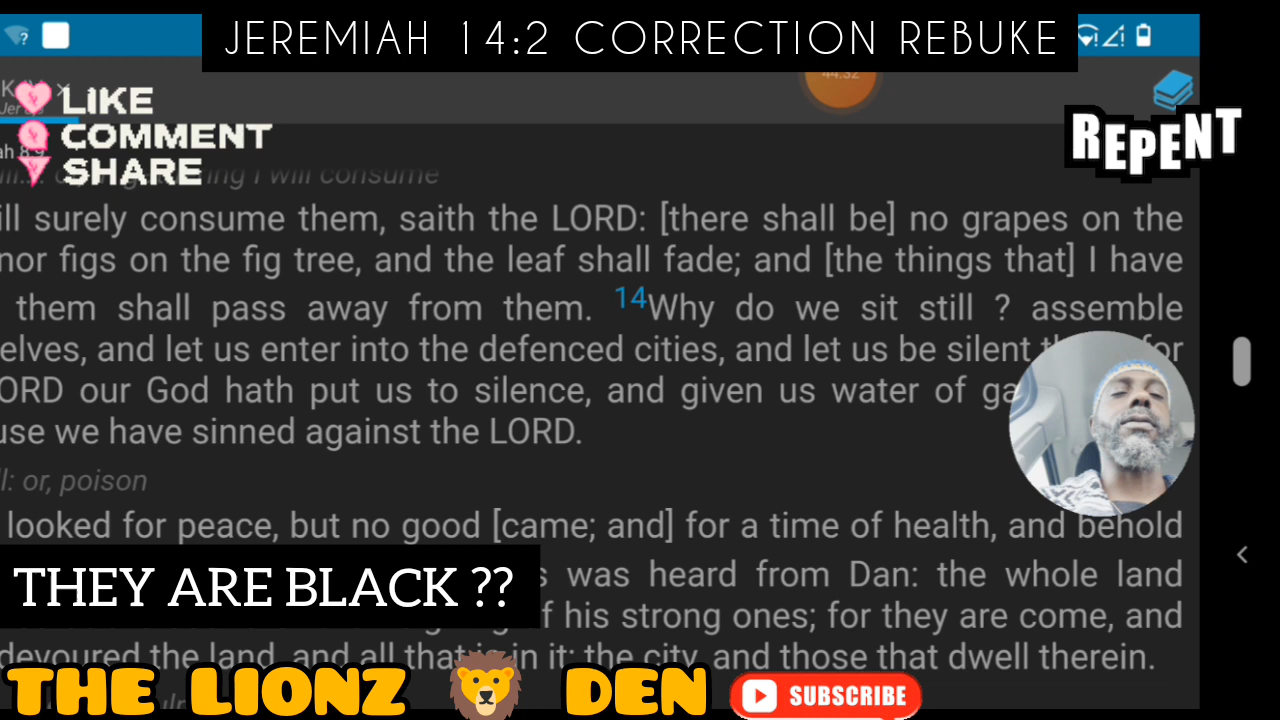 JEREMIAH 14:2 CORRECTION REBUKE
44:32
LIKE
COMMENT
SHARE
REPENT
ing I will consume
ill surely consume them, saith the LORD: [there shall be] no grapes on the
nor figs on the fig tree, and the leaf shall fade; and [the things that] I have
them shall pass away from them. 14Why do we sit still ? assemble
elves, and let us enter into the defenced cities, and let us be silent for
ORD our God hath put us to silence, and given us water of ga
use we have sinned against the LORD.
l: or, poison
looked for peace, but no good [came; and] for a time of health, and behold
THEY ARE BLACK ??
s was heard from Dan: the whole land
f his strong ones; for they are come, and
devoured the land, and all that is in it; the city, and those that dwell therein.
THE LIONZ DEN
SUBSCRIBE